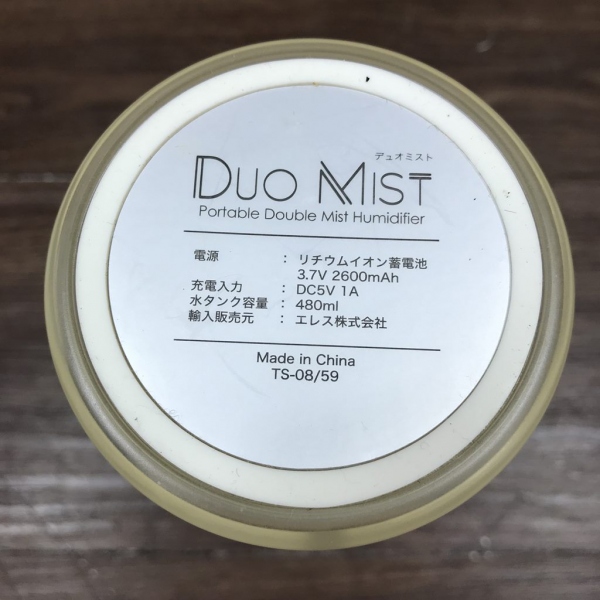 デュオミスト
DUO MIST
Portable Double Mist Humidifier
電源 : リチウムイオン蓄電池
3.7V 2600mAh
充電入力 : DC5V 1A
水タンク容量 : 480ml
輸入販売元 : エレス株式会社
Made in China
TS-08/59